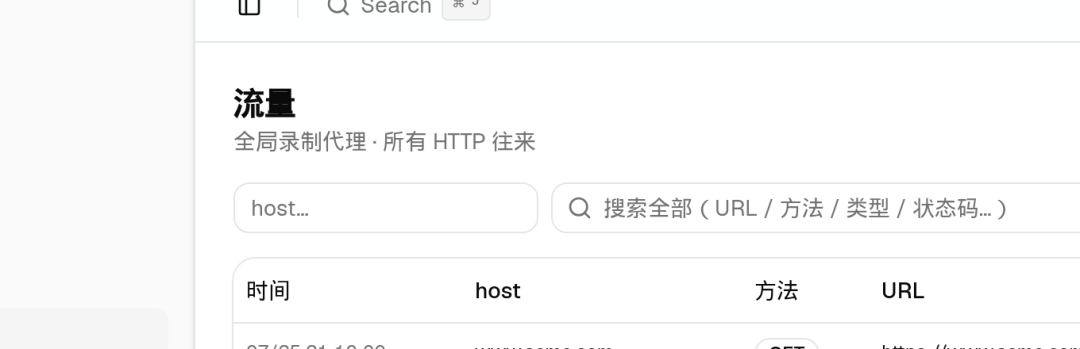 Search ⌘ J
流量
全局录制代理 · 所有 HTTP 往来
host...
搜索全部（URL / 方法 / 类型 / 状态码...）
时间 host 方法 URL
GET